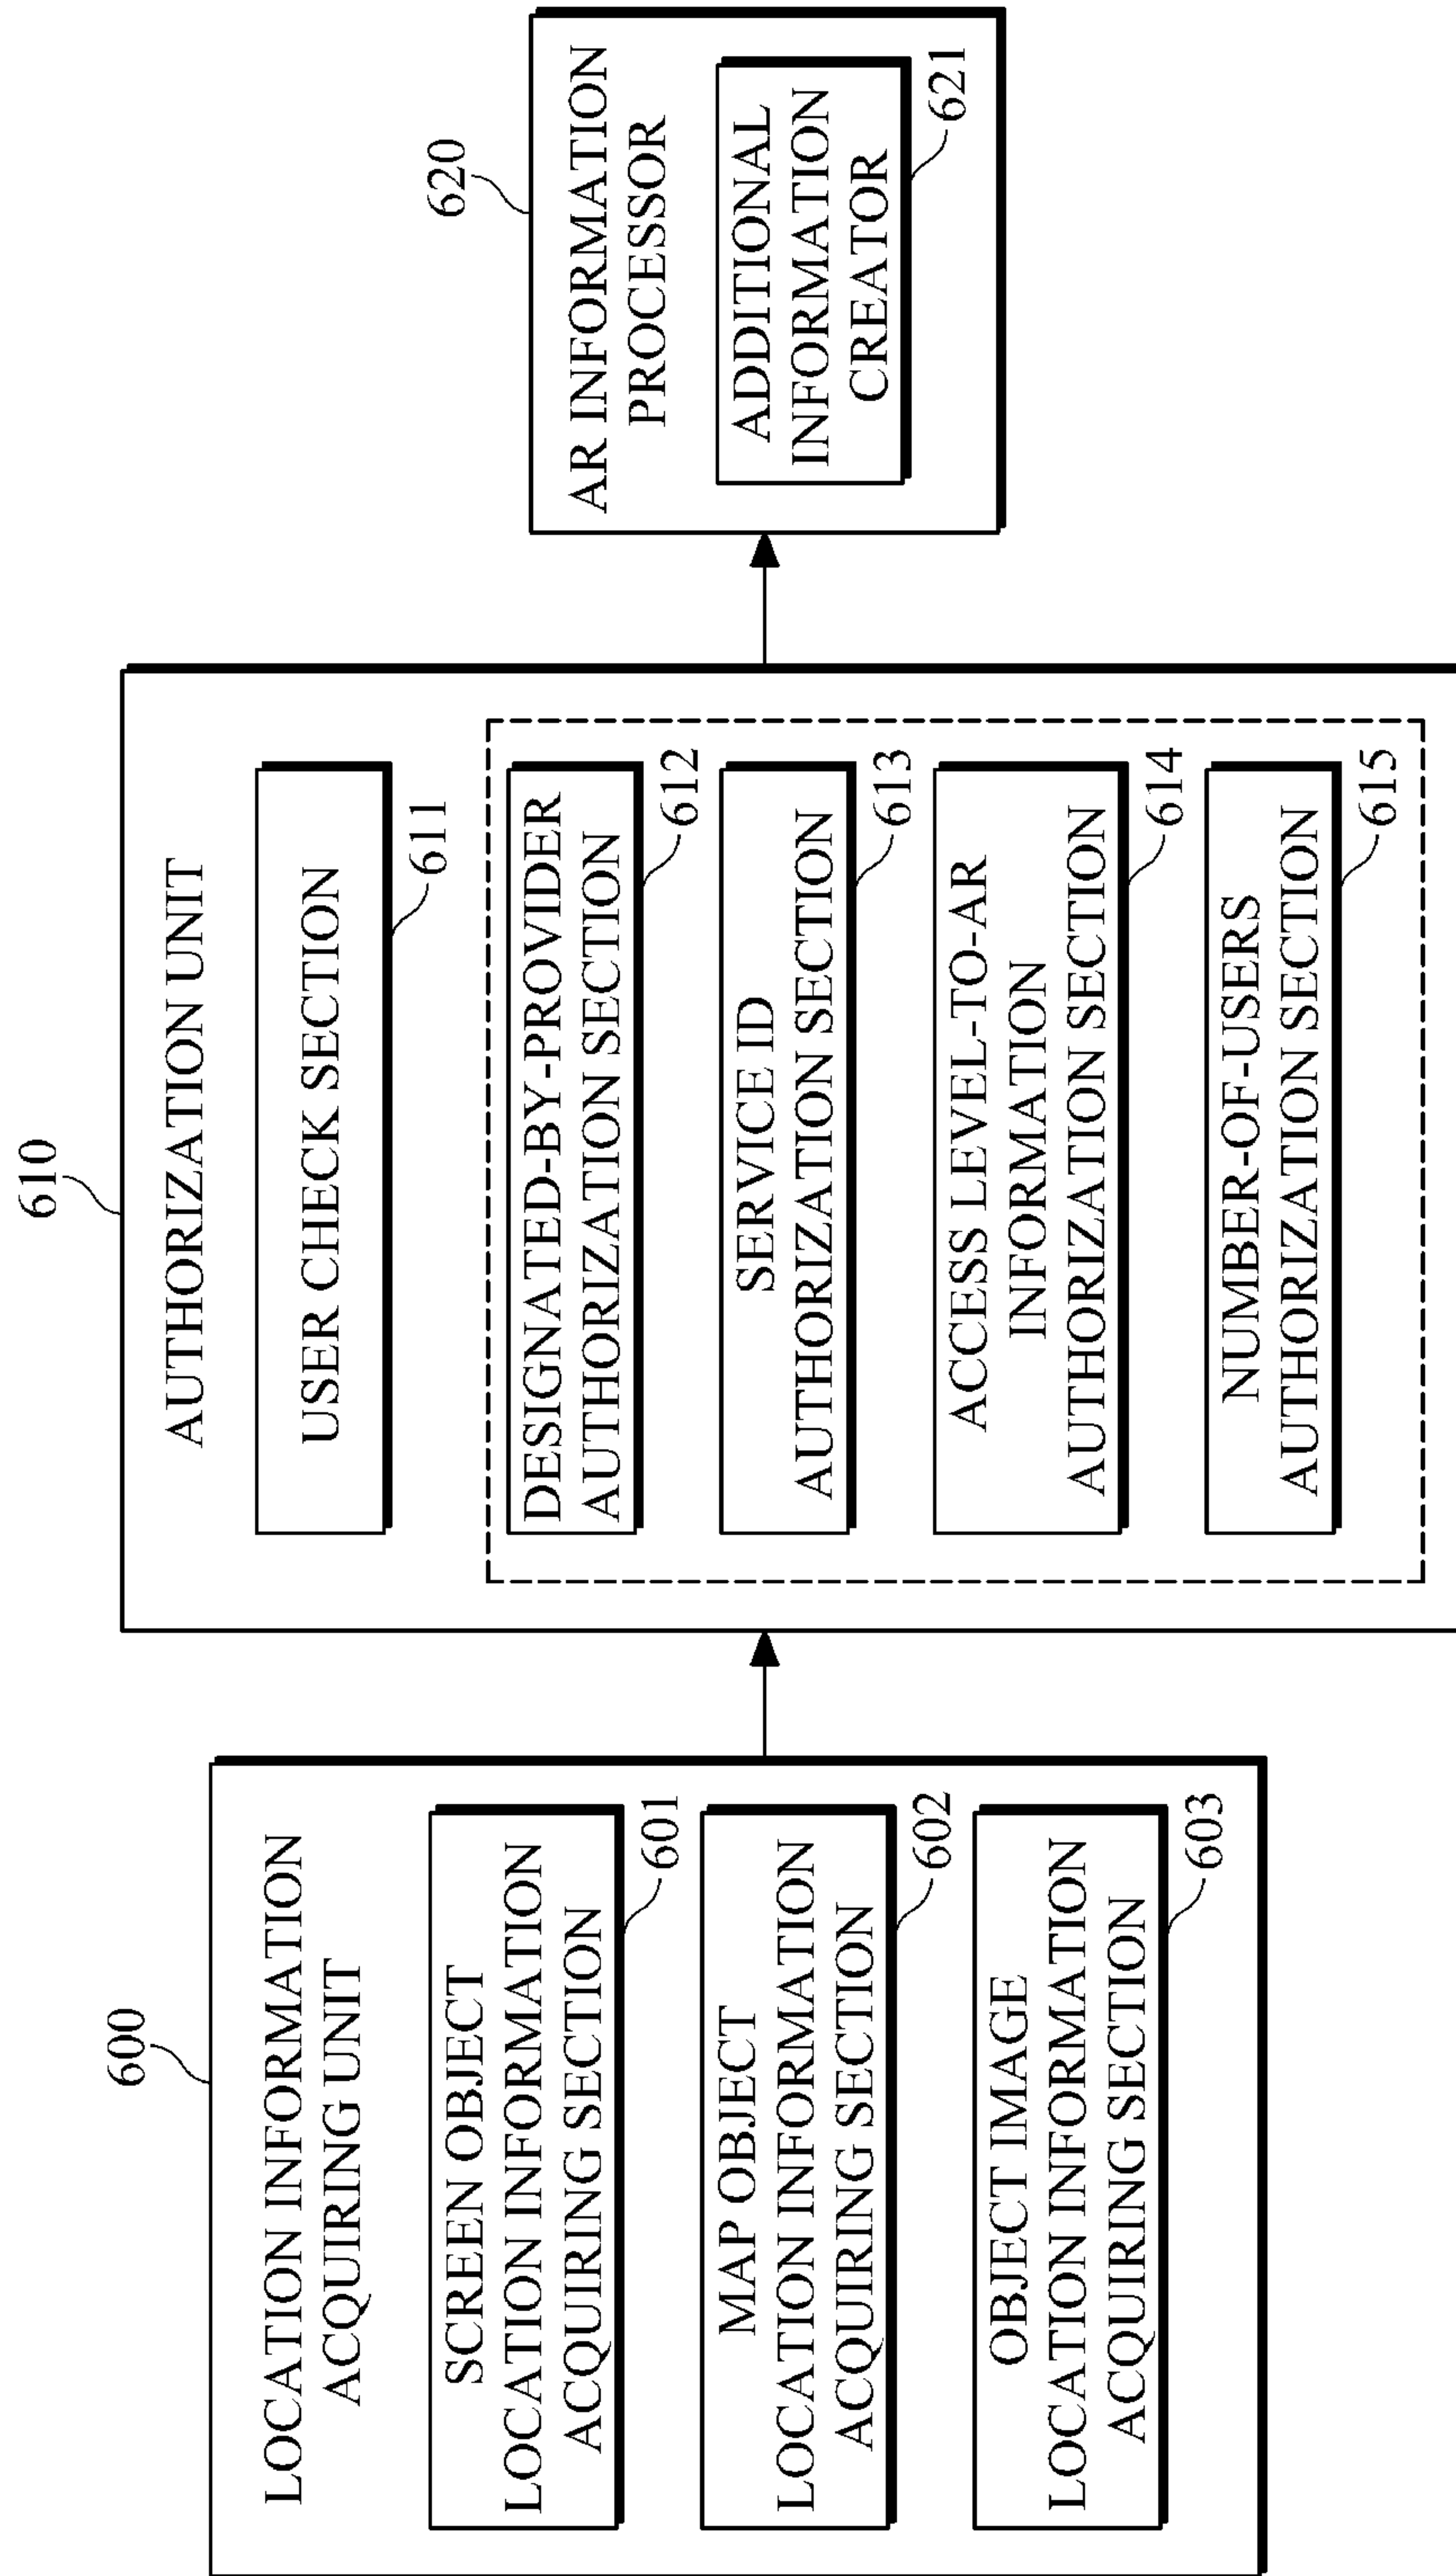 600
LOCATION INFORMATION
ACQUIRING UNIT
SCREEN OBJECT
LOCATION INFORMATION
ACQUIRING SECTION
601
MAP OBJECT
LOCATION INFORMATION
ACQUIRING SECTION
602
OBJECT IMAGE
LOCATION INFORMATION
ACQUIRING SECTION
603
610
AUTHORIZATION UNIT
USER CHECK SECTION
611
DESIGNATED-BY-PROVIDER
AUTHORIZATION SECTION
612
SERVICE ID
AUTHORIZATION SECTION
613
ACCESS LEVEL-TO-AR
INFORMATION
AUTHORIZATION SECTION
614
NUMBER-OF-USERS
AUTHORIZATION SECTION
615
620
AR INFORMATION
PROCESSOR
ADDITIONAL
INFORMATION
CREATOR
621